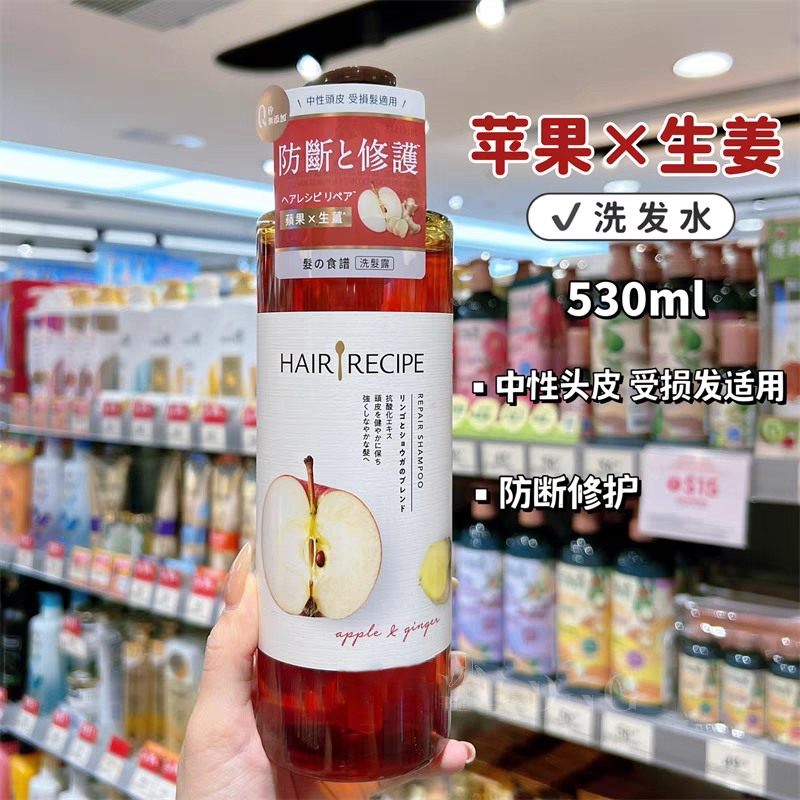 中性頭皮 受損髮適用
矽
無添加
防斷と修護
ヘアレシピ リペア
蘋果×生薑
髮の食譜 洗髮露
HAIR RECIPE
REPAIR SHAMPOO
リンゴとショウガのブレンド
抗酸化エキス
頭皮を健やかに保ち
強くしなやかな髪へ
apple & ginger
苹果×生姜
✓洗发水
530ml
▪ 中性头皮 受损发适用
▪ 防断修护
$15